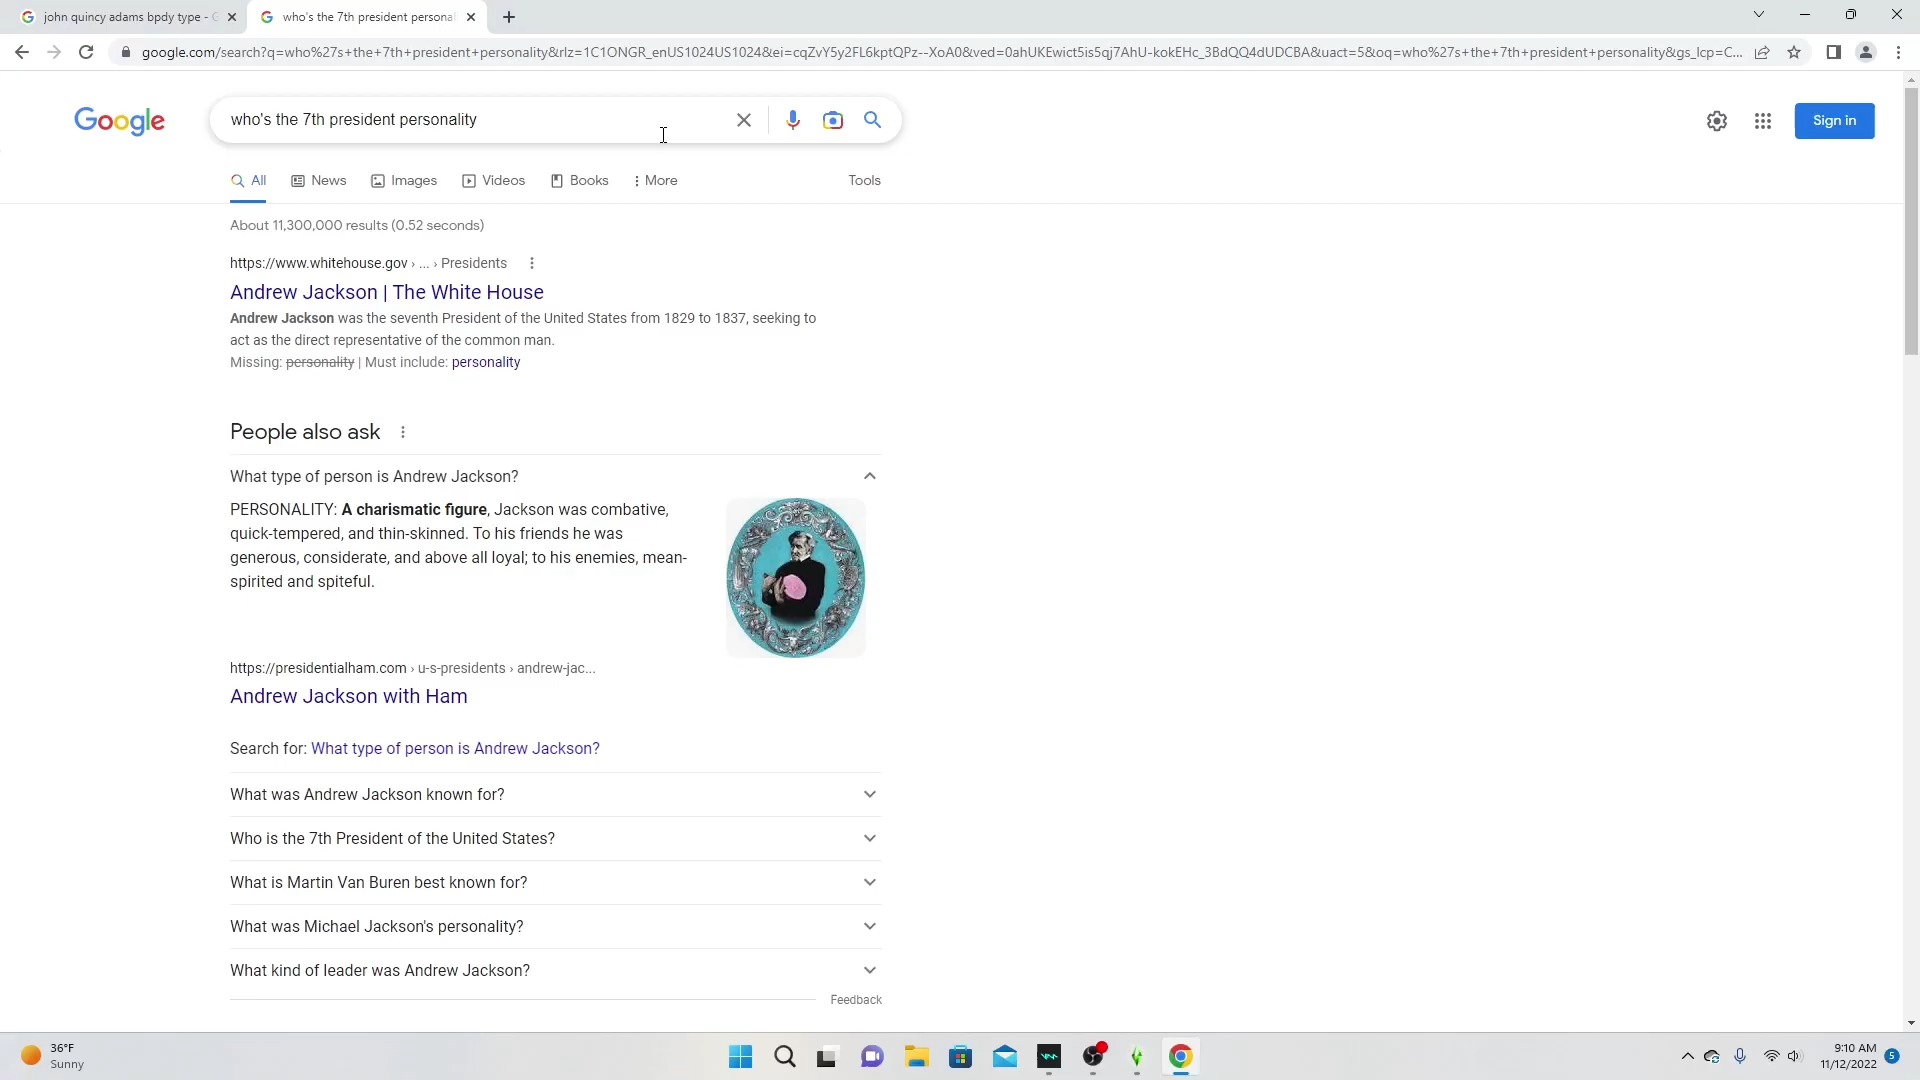 john quincy adams bpdy type - G
who's the 7th president personal
google.com/search?q=who%27s+the+7th+president+personality&rlz=1C1ONGR_enUS1024US1024&ei=cqZvY5y2FL6kptQPz--XoA0&ved=0ahUKEwict5is5qj7AhU-kokEHc_3BdQQ4dUDCBA&uact=5&oq=who%27s+the+7th+president+personality&gs_lcp=C...
Google
who's the 7th president personality
Sign in
All
News
Images
Videos
Books
More
Tools
About 11,300,000 results (0.52 seconds)
https://www.whitehouse.gov › ... › Presidents
Andrew Jackson | The White House
Andrew Jackson was the seventh President of the United States from 1829 to 1837, seeking to
act as the direct representative of the common man.
Missing: personality | Must include: personality
People also ask
What type of person is Andrew Jackson?
PERSONALITY: A charismatic figure, Jackson was combative,
quick-tempered, and thin-skinned. To his friends he was
generous, considerate, and above all loyal; to his enemies, mean-
spirited and spiteful.
https://presidentialham.com › u-s-presidents › andrew-jac...
Andrew Jackson with Ham
Search for: What type of person is Andrew Jackson?
What was Andrew Jackson known for?
Who is the 7th President of the United States?
What is Martin Van Buren best known for?
What was Michael Jackson's personality?
What kind of leader was Andrew Jackson?
Feedback
36°F
Sunny
9:10 AM
11/12/2022
5